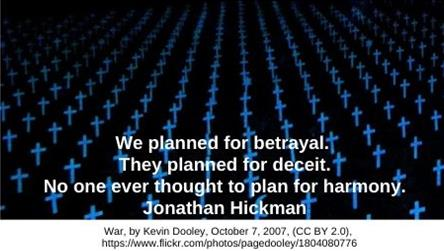 We planned for betrayal.
They planned for deceit.
No one ever thought to plan for harmony.
Jonathan Hickman
War, by Kevin Dooley, October 7, 2007, (CC BY 2.0),
https://www.flickr.com/photos/pagedooley/1804080776